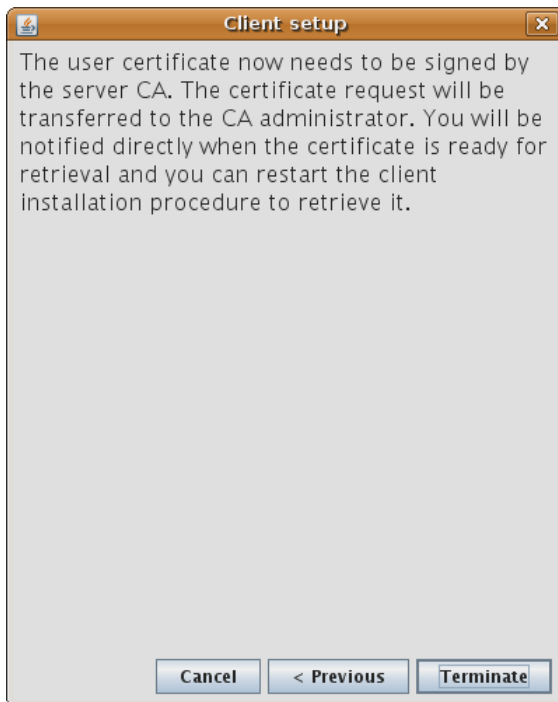 Client setup
The user certificate now needs to be signed by
the server CA. The certificate request will be
transferred to the CA administrator. You will be
notified directly when the certificate is ready for
retrieval and you can restart the client
installation procedure to retrieve it.
Cancel
< Previous
Terminate